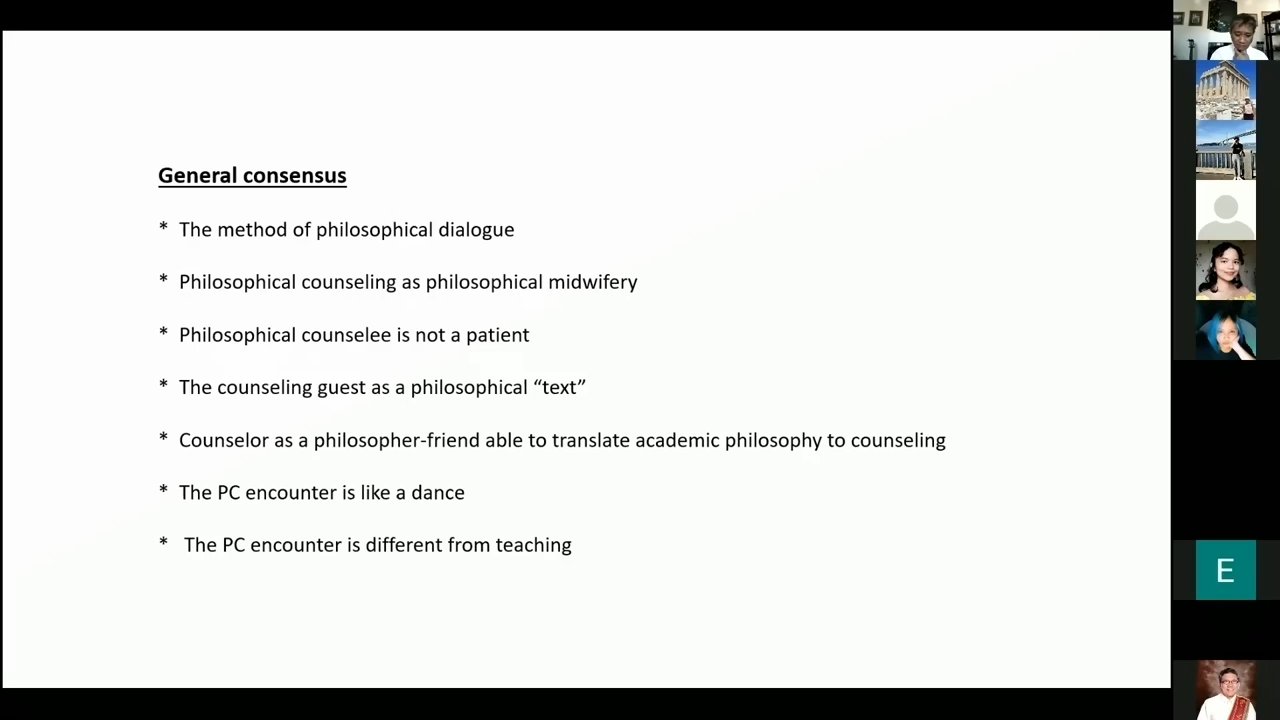 General consensus
* The method of philosophical dialogue
* Philosophical counseling as philosophical midwifery
* Philosophical counselee is not a patient
* The counseling guest as a philosophical “text”
* Counselor as a philosopher-friend able to translate academic philosophy to counseling
* The PC encounter is like a dance
* The PC encounter is different from teaching
E